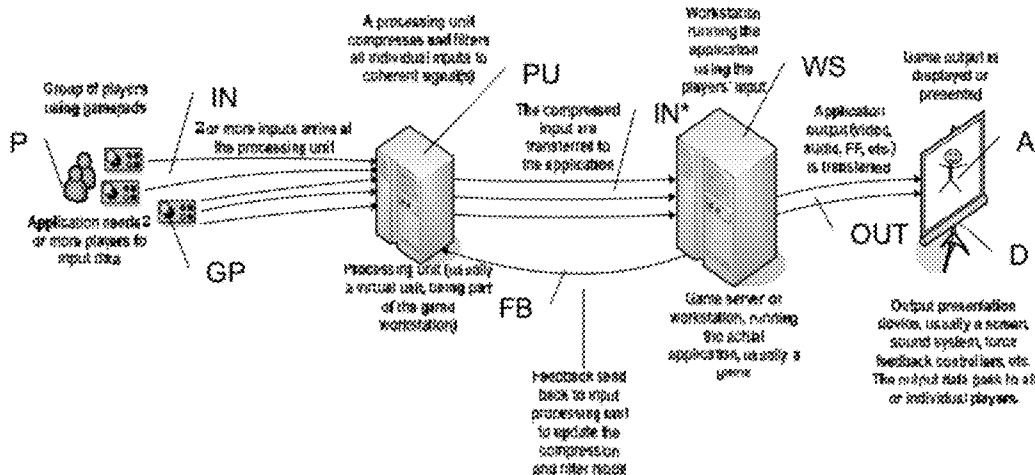 Group of players
using gamepads
P
IN
2 or more inputs arrive at
the processing unit
Application needs 2
or more players to
input data
GP
A processing unit
compresses and filters
all individual inputs to
coherent signal(s)
PU
Processing unit (usually
a virtual unit, being part
of the game
workstation)
The compressed
input are
transferred to
the application
IN*
FB
Feedback send
back to input
processing unit
to update the
compression
and filter
Workstation
running the
application
using the
players' input
WS
Game server or
workstation, running
the actual
application, usually a
game
Application
output (video,
audio, FF, etc.)
is transferred
OUT
Game output is
displayed or
presented
A
D
Output presentation
device, usually a screen,
sound system, force
feedback controllers, etc.
The output data goes to all
or individual players.